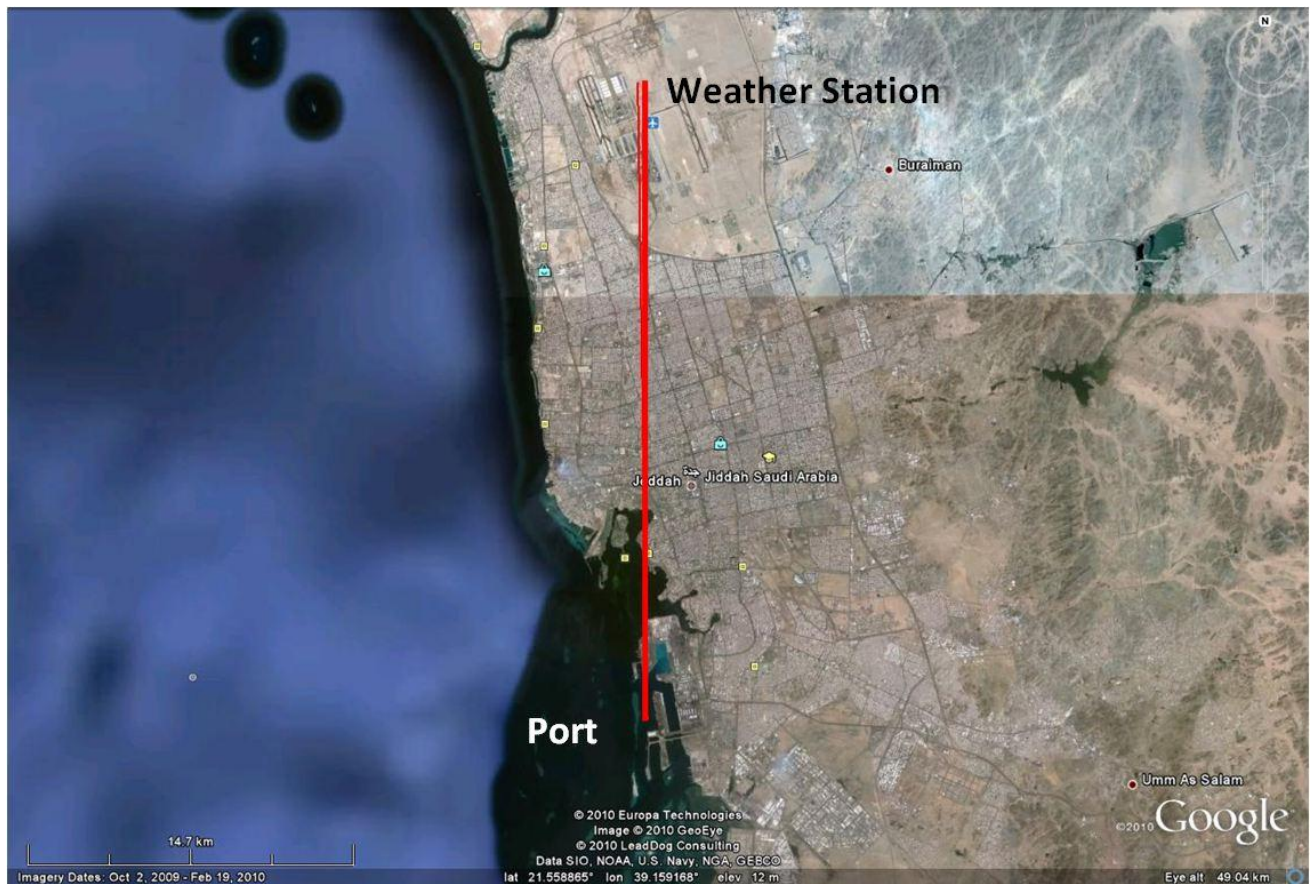 N
Weather Station
Buraiman
جدة
Jeddah
Jiddah Saudi Arabia
Port
Umm As Salam
© 2010 Europa Technologies
Image © 2010 GeoEye
© 2010 LeadDog Consulting
Data SIO, NOAA, U.S. Navy, NGA, GEBCO
©2010 Google
14.7 km
Imagery Dates: Oct 2, 2009 - Feb 19, 2010
lat 21.558865° lon 39.159168° elev 12 m
Eye alt 49.04 km